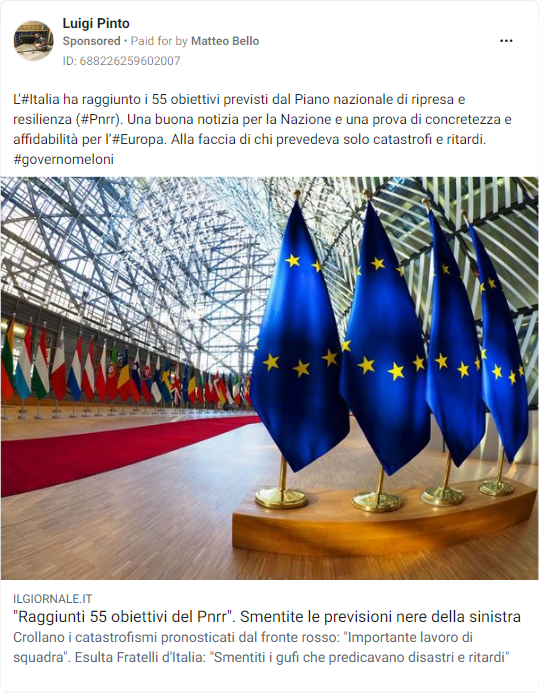 Luigi Pinto
Sponsored • Paid for by Matteo Bello
ID: 688226259602007
L'#Italia ha raggiunto i 55 obiettivi previsti dal Piano nazionale di ripresa e
resilienza (#Pnrr). Una buona notizia per la Nazione e una prova di concretezza e
affidabilità per l'#Europa. Alla faccia di chi prevedeva solo catastrofi e ritardi.
#governomeloni
ILGIORNALE.IT
"Raggiunti 55 obiettivi del Pnrr". Smentite le previsioni nere della sinistra
Crollano i catastrofismi pronosticati dal fronte rosso: "Importante lavoro di
squadra". Esulta Fratelli d'Italia: "Smentiti i gufi che predicavano disastri e ritardi"